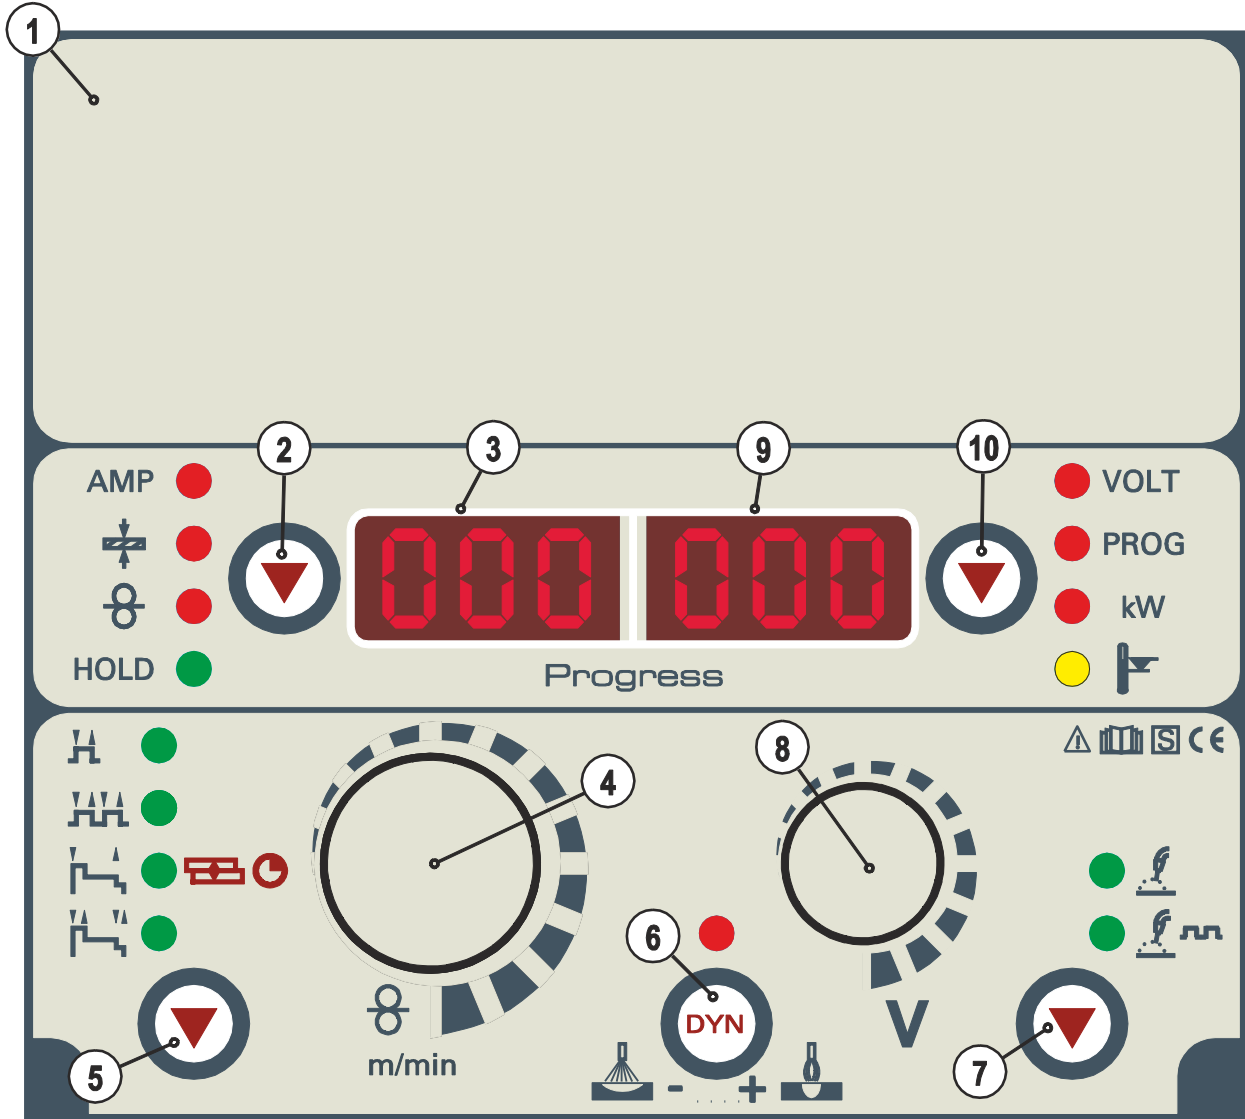 1
2
3
9
10
AMP
VOLT
PROG
kW
HOLD
000 000
Progress
4
8
S CE
6
DYN
V
m/min
- ..... +
5
7